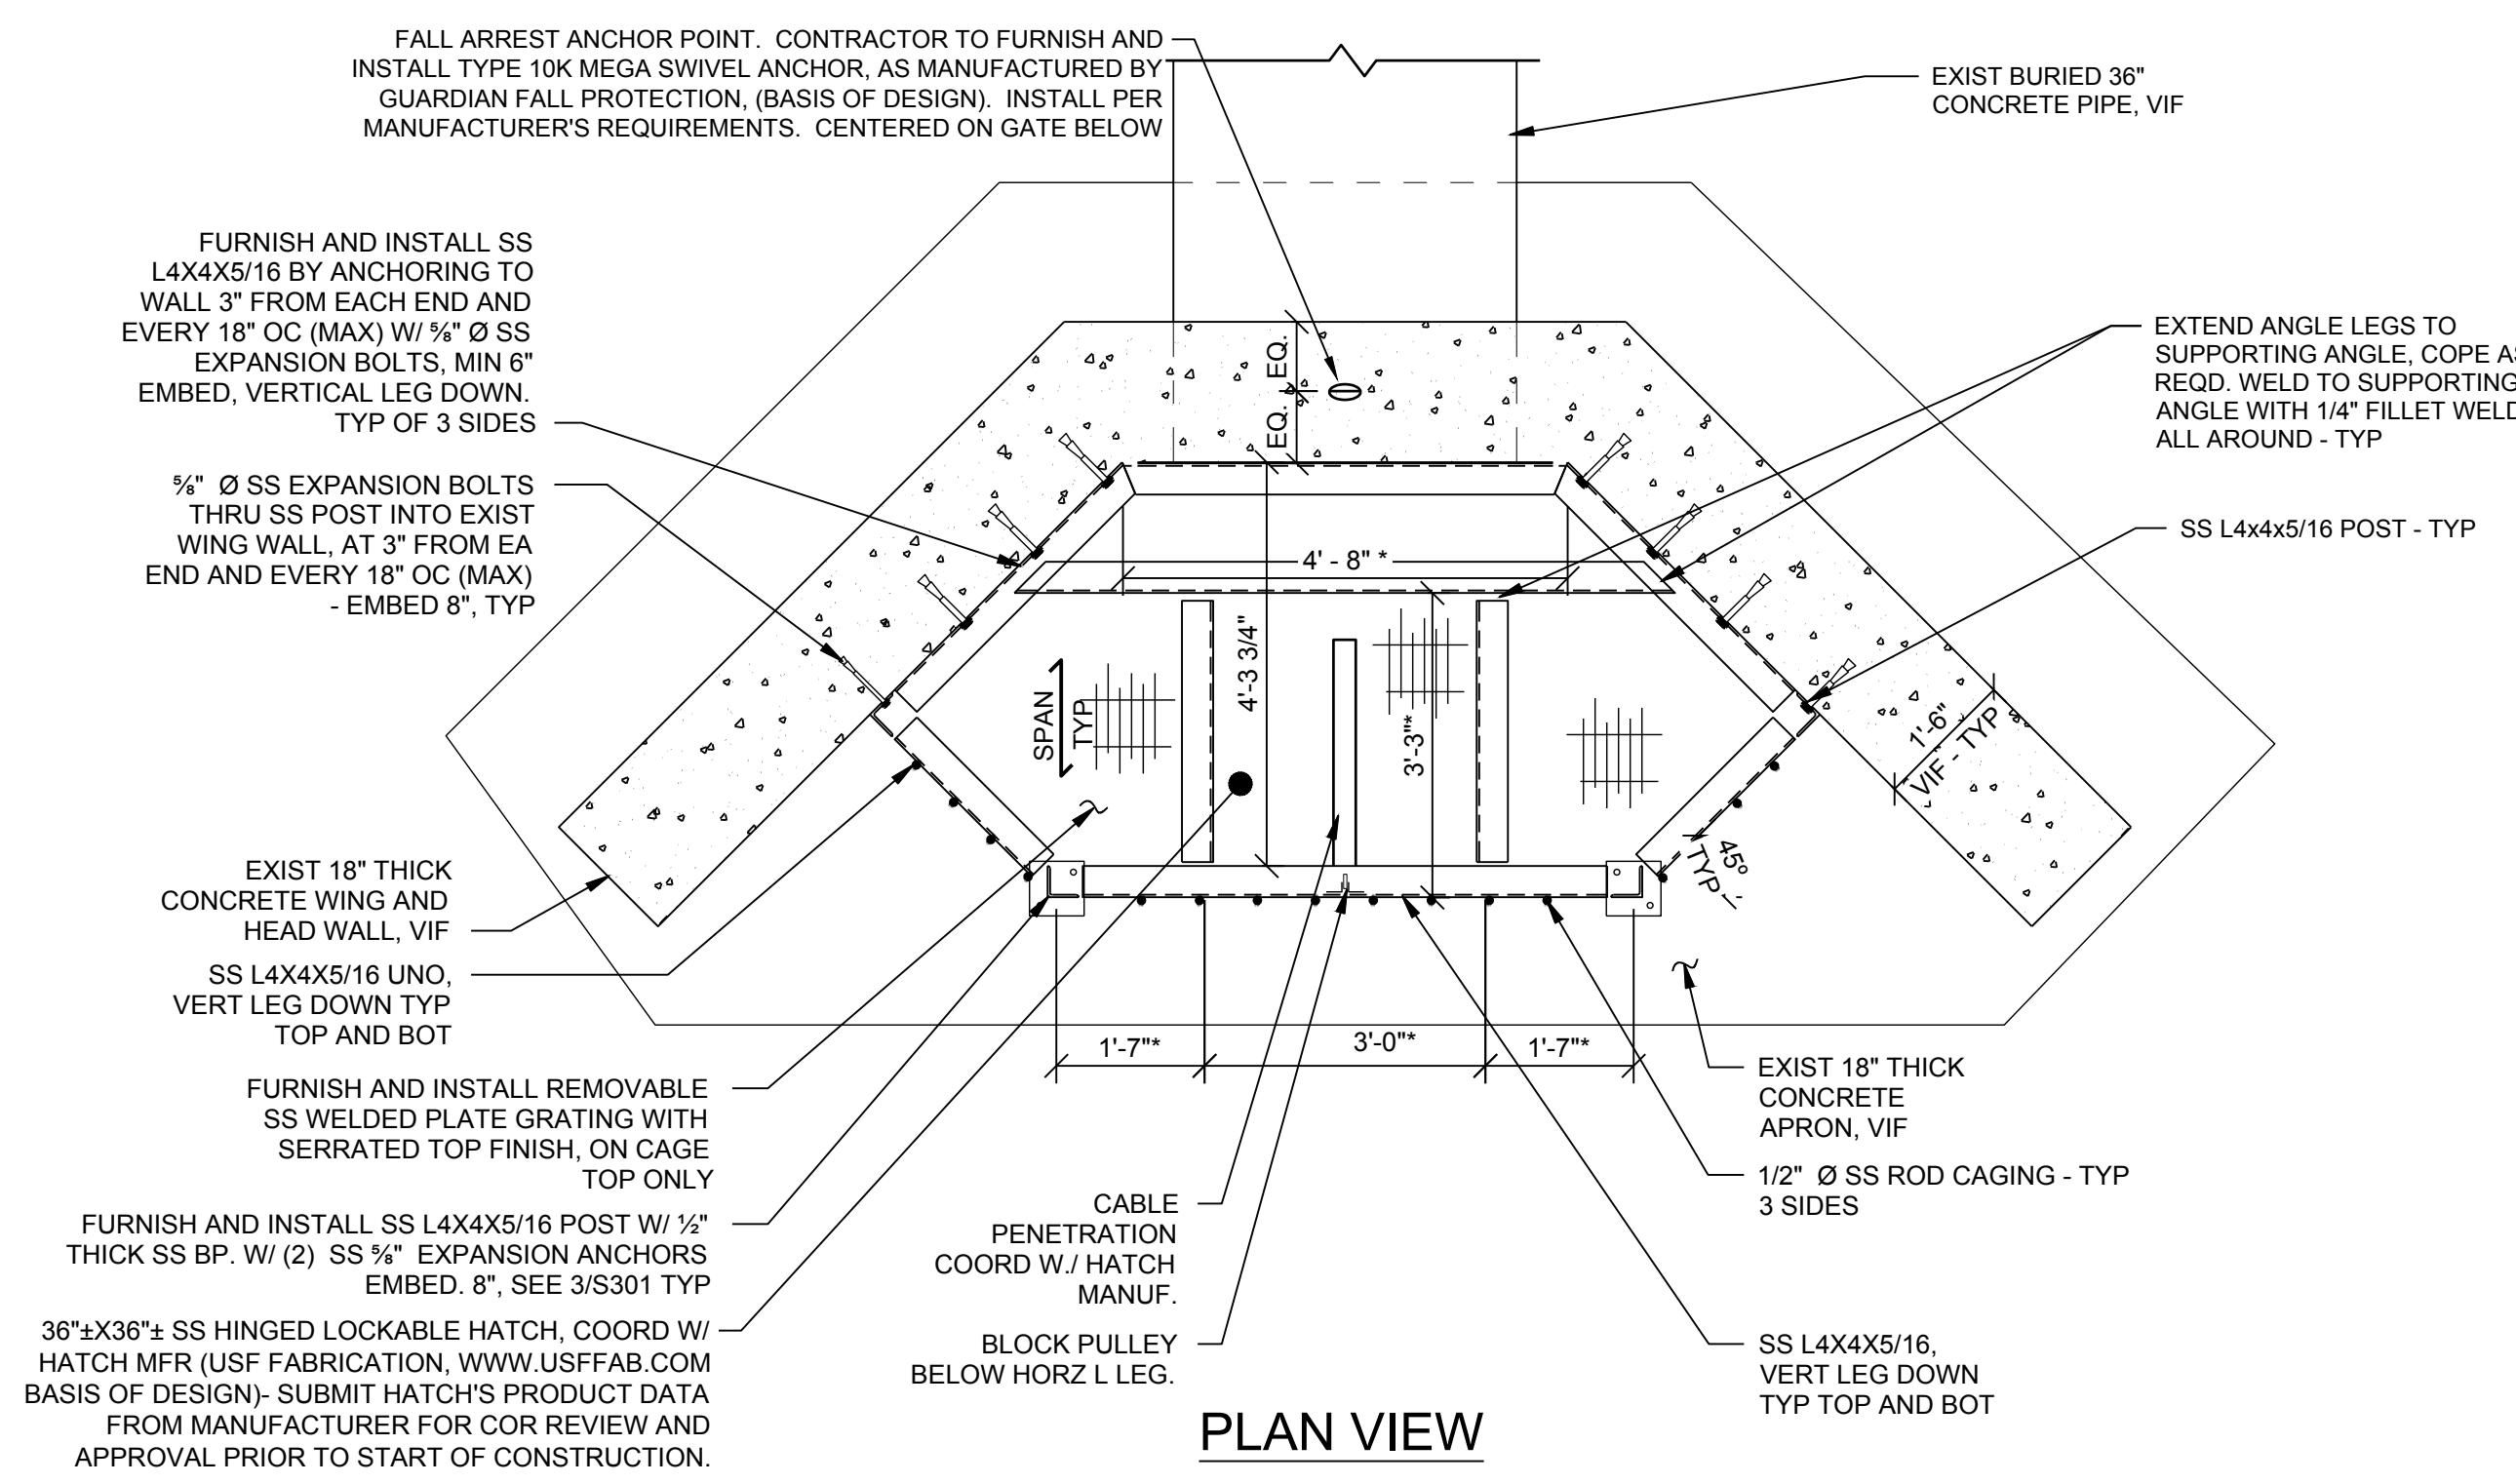 FALL ARREST ANCHOR POINT.  CONTRACTOR TO FURNISH AND
INSTALL TYPE 10K MEGA SWIVEL ANCHOR, AS MANUFACTURED BY
GUARDIAN FALL PROTECTION, (BASIS OF DESIGN).  INSTALL PER
MANUFACTURER'S REQUIREMENTS.  CENTERED ON GATE BELOW
EXIST BURIED 36"
CONCRETE PIPE, VIF
FURNISH AND INSTALL SS
L4X4X5/16 BY ANCHORING TO
WALL 3" FROM EACH END AND
EVERY 18" OC (MAX) W/ ⅝" Ø SS
EXPANSION BOLTS, MIN 6"
EMBED, VERTICAL LEG DOWN.
TYP OF 3 SIDES
⅝"  Ø SS EXPANSION BOLTS
THRU SS POST INTO EXIST
WING WALL, AT 3" FROM EA
END AND EVERY 18" OC (MAX)
- EMBED 8", TYP
EXTEND ANGLE LEGS TO
SUPPORTING ANGLE, COPE AS
REQD. WELD TO SUPPORTING
ANGLE WITH 1/4" FILLET WELD
ALL AROUND - TYP
SS L4x4x5/16 POST - TYP
EQ.
EQ.
4' - 8" *
4'-3 3/4"
3'-3"*
SPAN
TYP
1'-6"
VIF - TYP
45º
TYP
EXIST 18" THICK
CONCRETE WING AND
HEAD WALL, VIF
SS L4X4X5/16 UNO,
VERT LEG DOWN TYP
TOP AND BOT
1'-7"*
3'-0"*
1'-7"*
FURNISH AND INSTALL REMOVABLE
SS WELDED PLATE GRATING WITH
SERRATED TOP FINISH, ON CAGE
TOP ONLY
FURNISH AND INSTALL SS L4X4X5/16 POST W/ ½"
THICK SS BP. W/ (2)  SS ⅝"  EXPANSION ANCHORS
EMBED. 8", SEE 3/S301 TYP
36"±X36"± SS HINGED LOCKABLE HATCH, COORD W/
HATCH MFR (USF FABRICATION, WWW.USFFAB.COM
BASIS OF DESIGN)- SUBMIT HATCH'S PRODUCT DATA
FROM MANUFACTURER FOR COR REVIEW AND
APPROVAL PRIOR TO START OF CONSTRUCTION.
CABLE
PENETRATION
COORD W./ HATCH
MANUF.
BLOCK PULLEY
BELOW HORZ L LEG.
EXIST 18" THICK
CONCRETE
APRON, VIF
1/2"  Ø SS ROD CAGING - TYP
3 SIDES
SS L4X4X5/16,
VERT LEG DOWN
TYP TOP AND BOT
PLAN VIEW